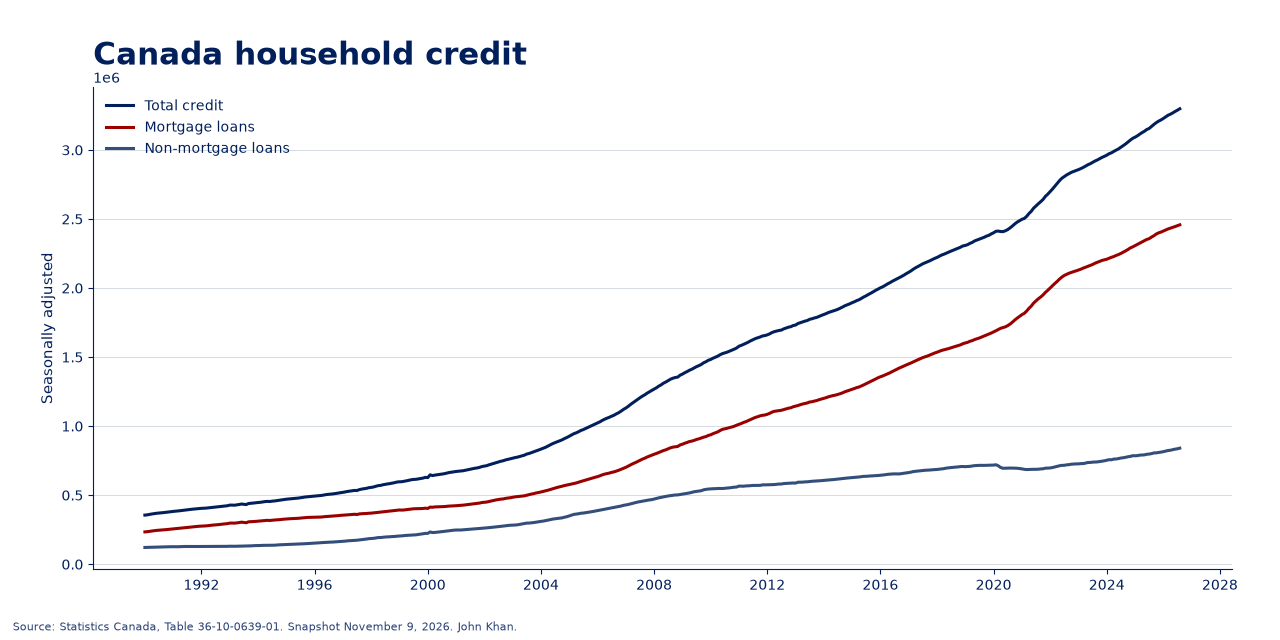 Canada household credit
1e6
Total credit
Mortgage loans
Non-mortgage loans
Seasonally adjusted
3.0
2.5
2.0
1.5
1.0
0.5
0.0
1992 1996 2000 2004 2008 2012 2016 2020 2024 2028
Source: Statistics Canada, Table 36-10-0639-01. Snapshot November 9, 2026. John Khan.